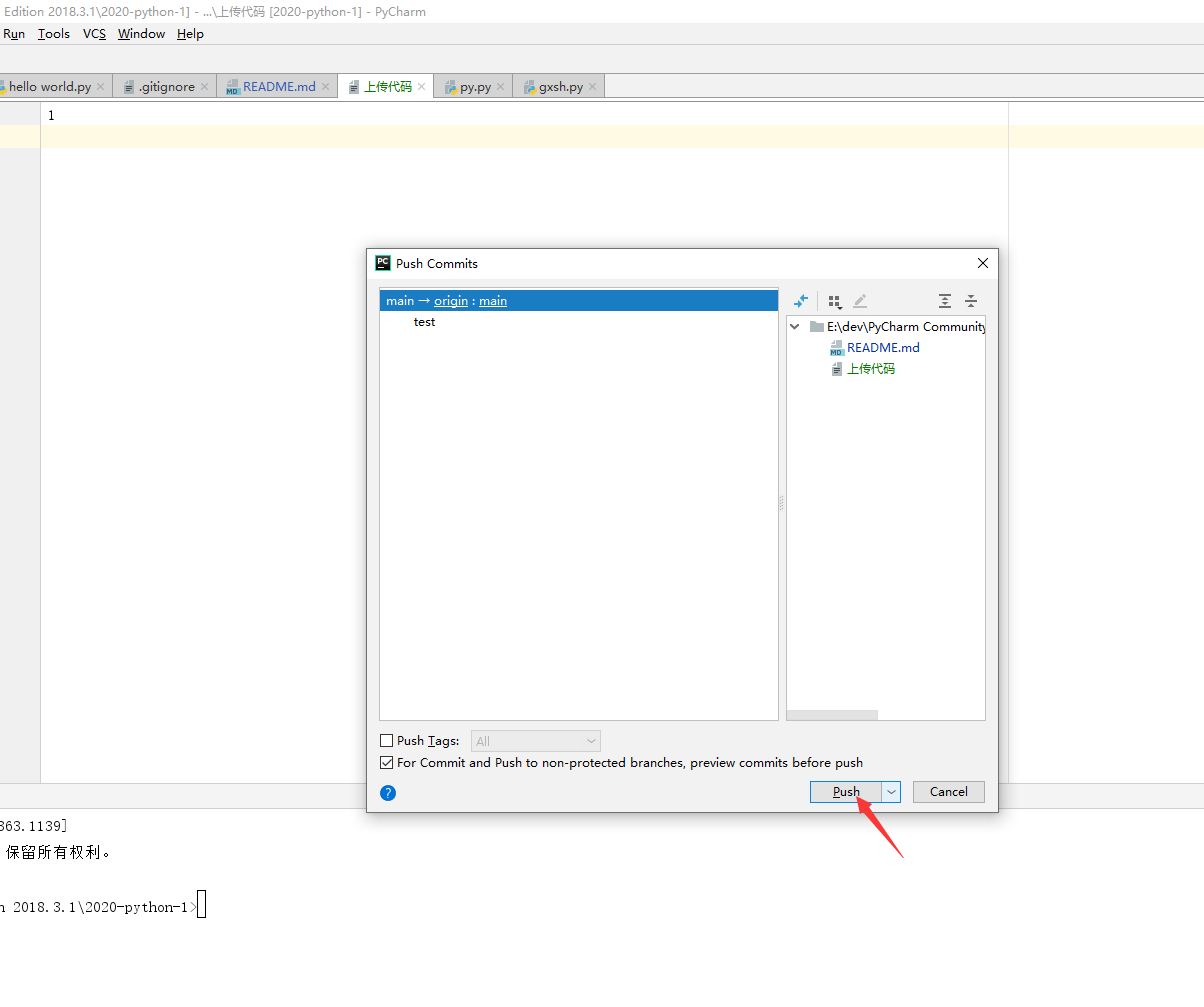 Edition 2018.3.1\2020-python-1] - ...\上传代码 [2020-python-1] - PyCharm
Run Tools VCS Window Help
hello world.py .gitignore MD README.md 上传代码 py.py gxsh.py
1
PC Push Commits
main → origin : main
test
E:\dev\PyCharm Community
MD README.md
上传代码
Push Tags: All
For Commit and Push to non-protected branches, preview commits before push
? Push Cancel
363.1139]
保留所有权利。
n 2018.3.1\2020-python-1>